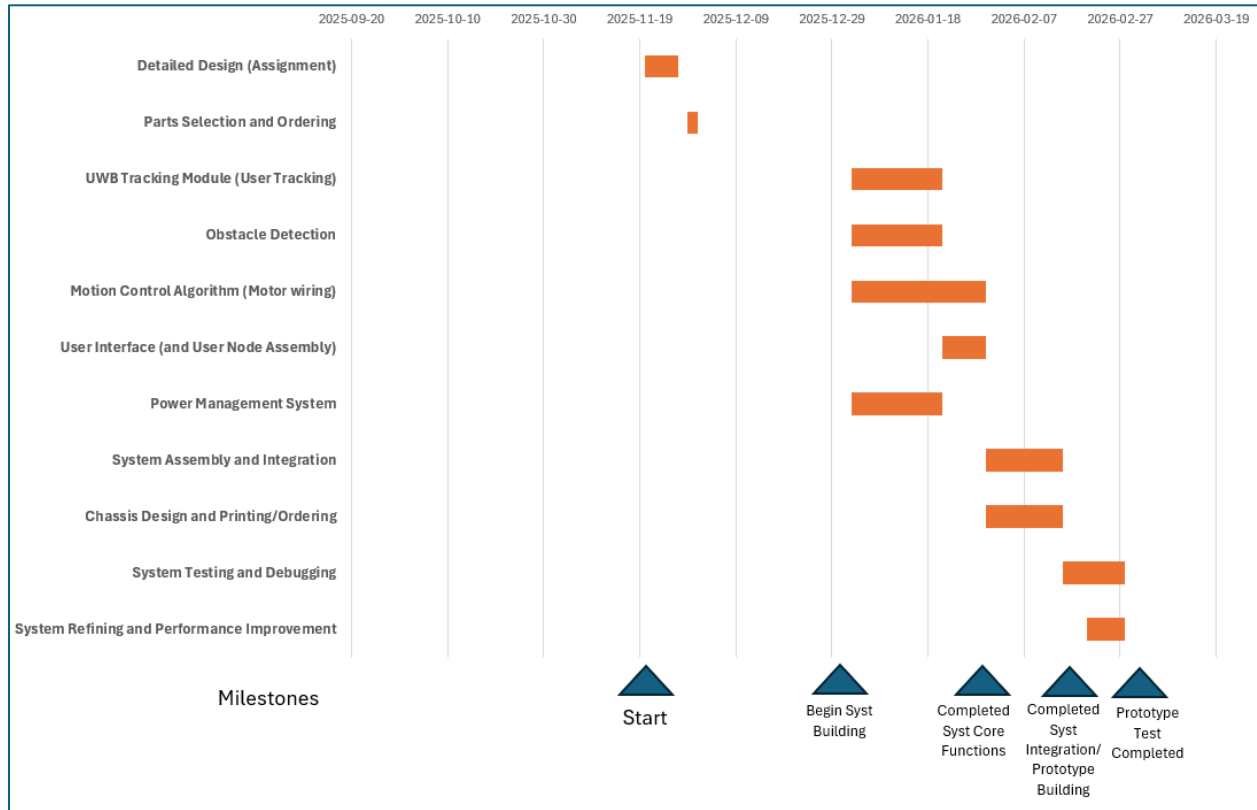 2025-09-20 2025-10-10 2025-10-30 2025-11-19 2025-12-09 2025-12-29 2026-01-18 2026-02-07 2026-02-27 2026-03-19
Detailed Design (Assignment)
Parts Selection and Ordering
UWB Tracking Module (User Tracking)
Obstacle Detection
Motion Control Algorithm (Motor wiring)
User Interface (and User Node Assembly)
Power Management System
System Assembly and Integration
Chassis Design and Printing/Ordering
System Testing and Debugging
System Refining and Performance Improvement
Milestones
Start
Begin Syst
Building
Completed
Syst Core
Functions
Completed
Syst
Integration/
Prototype
Building
Prototype
Test
Completed